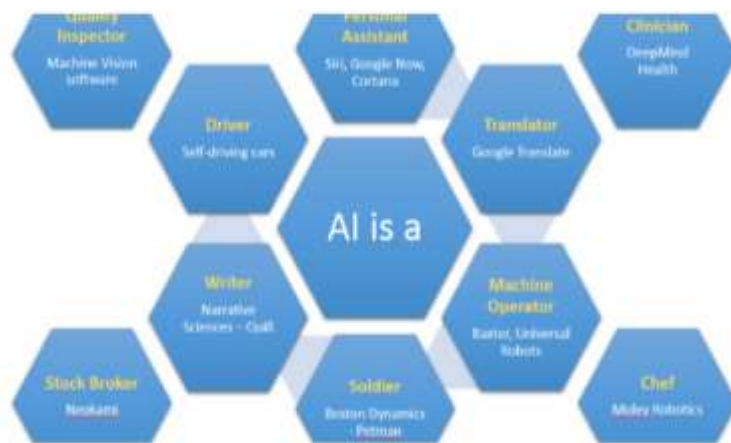 Quality
Inspector
Machine Vision
software
Personal
Assistant
Siri, Google Now,
Cortana
Clinician
DeepMind
Health
Driver
Self-driving cars
Translator
Google Translate
AI is a
Writer
Narrative
Sciences – Quill
Machine
Operator
Baxter, Universal
Robots
Stock Broker
Neokami
Soldier
Boston Dynamics
- Petman
Chef
Moley Robotics